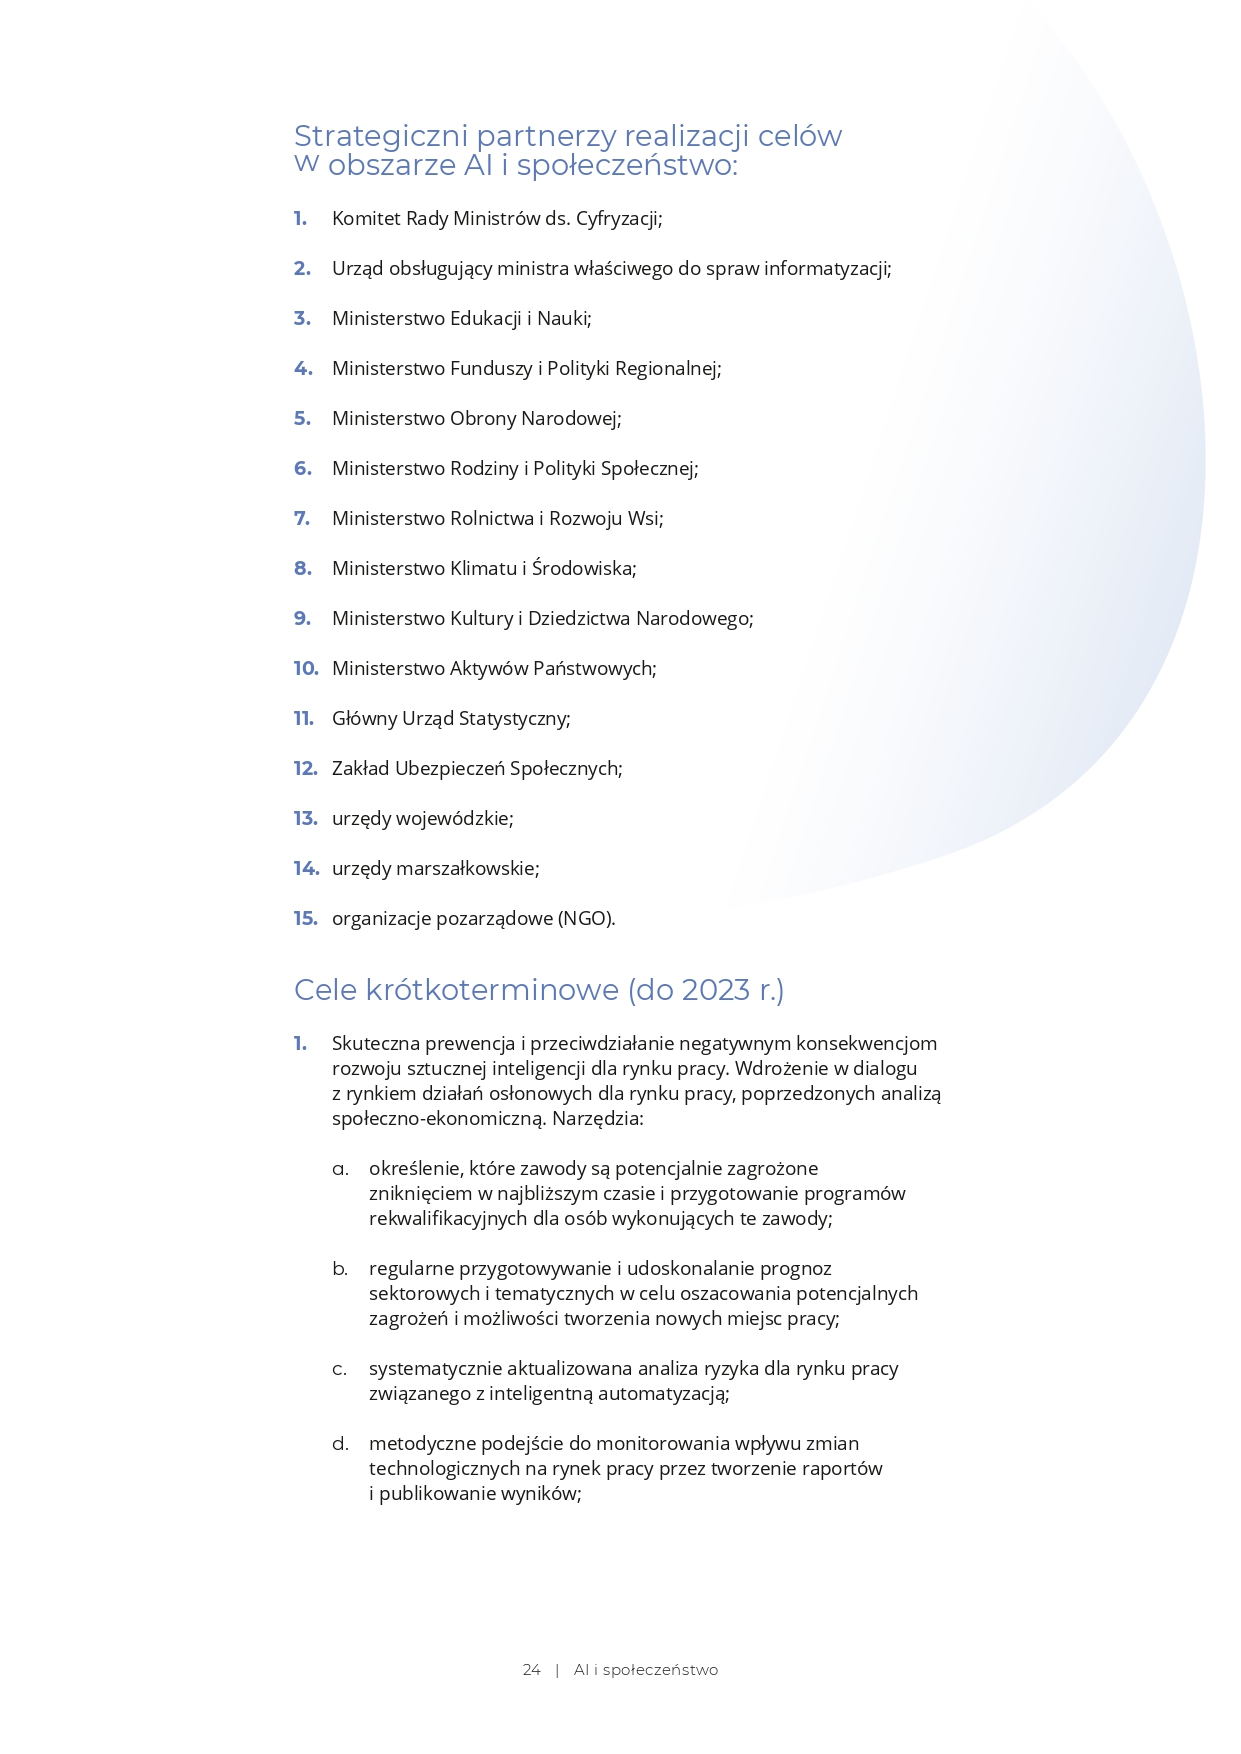 Strategiczni partnerzy realizacji celów
w obszarze AI i społeczeństwo:
1. Komitet Rady Ministrów ds. Cyfryzacji;
2. Urząd obsługujący ministra właściwego do spraw informatyzacji;
3. Ministerstwo Edukacji i Nauki;
4. Ministerstwo Funduszy i Polityki Regionalnej;
5. Ministerstwo Obrony Narodowej;
6. Ministerstwo Rodziny i Polityki Społecznej;
7. Ministerstwo Rolnictwa i Rozwoju Wsi;
8. Ministerstwo Klimatu i Środowiska;
9. Ministerstwo Kultury i Dziedzictwa Narodowego;
10. Ministerstwo Aktywów Państwowych;
11. Główny Urząd Statystyczny;
12. Zakład Ubezpieczeń Społecznych;
13. urzędy wojewódzkie;
14. urzędy marszałkowskie;
15. organizacje pozarządowe (NGO).
Cele krótkoterminowe (do 2023 r.)
1. Skuteczna prewencja i przeciwdziałanie negatywnym konsekwencjom
rozwoju sztucznej inteligencji dla rynku pracy. Wdrożenie w dialogu
z rynkiem działań osłonowych dla rynku pracy, poprzedzonych analizą
społeczno-ekonomiczną. Narzędzia:
a. określenie, które zawody są potencjalnie zagrożone
zniknięciem w najbliższym czasie i przygotowanie programów
rekwalifikacyjnych dla osób wykonujących te zawody;
b. regularne przygotowywanie i udoskonalanie prognoz
sektorowych i tematycznych w celu oszacowania potencjalnych
zagrożeń i możliwości tworzenia nowych miejsc pracy;
c. systematycznie aktualizowana analiza ryzyka dla rynku pracy
związanego z inteligentną automatyzacją;
d. metodyczne podejście do monitorowania wpływu zmian
technologicznych na rynek pracy przez tworzenie raportów
i publikowanie wyników;
24 | AI i społeczeństwo